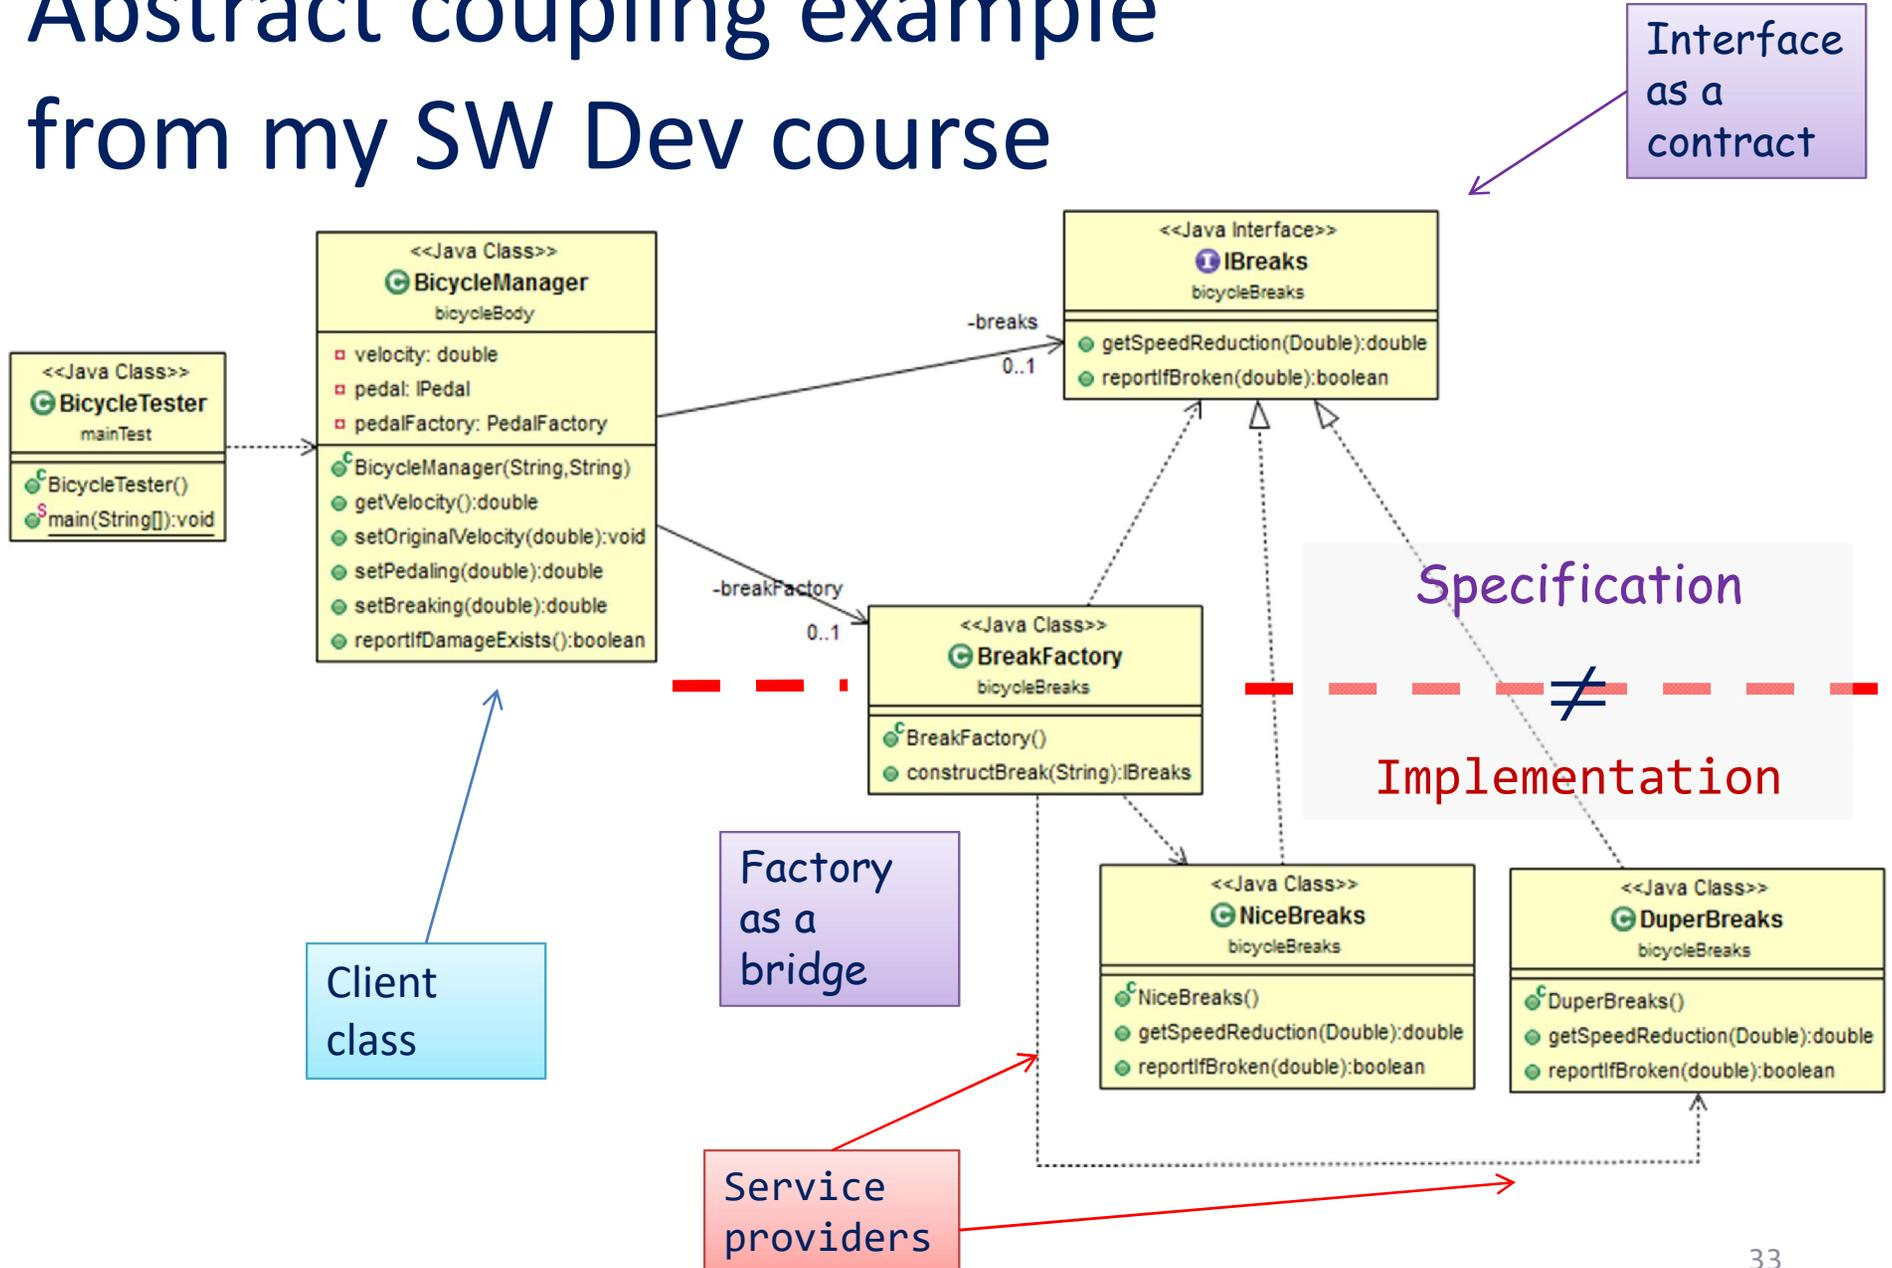 Abstract coupling example
from my SW Dev course
Interface
as a
contract
<<Java Class>>
BicycleTester
mainTest
BicycleTester()
main(String[]):void
<<Java Class>>
BicycleManager
bicycleBody
velocity: double
pedal: IPedal
pedalFactory: PedalFactory
BicycleManager(String,String)
getVelocity():double
setOriginalVelocity(double):void
setPedaling(double):double
setBreaking(double):double
reportIfDamageExists():boolean
-breaks
0..1
<<Java Interface>>
IBreaks
bicycleBreaks
getSpeedReduction(Double):double
reportIfBroken(double):boolean
-breakFactory
0..1
<<Java Class>>
BreakFactory
bicycleBreaks
BreakFactory()
constructBreak(String):IBreaks
Specification
≠
Implementation
Factory
as a
bridge
Client
class
<<Java Class>>
NiceBreaks
bicycleBreaks
NiceBreaks()
getSpeedReduction(Double):double
reportIfBroken(double):boolean
<<Java Class>>
DuperBreaks
bicycleBreaks
DuperBreaks()
getSpeedReduction(Double):double
reportIfBroken(double):boolean
Service
providers
33